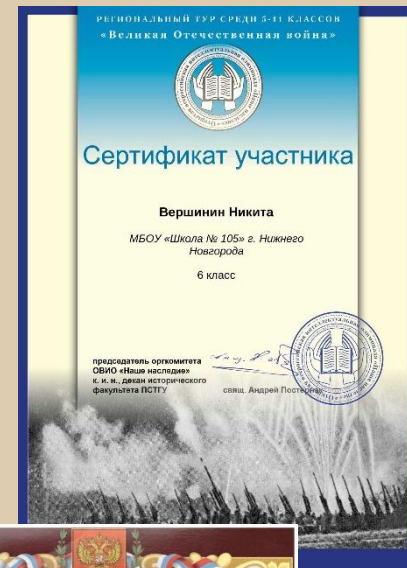 РЕГИОНАЛЬНЫЙ ТУР СРЕДИ 5-11 КЛАССОВ
«Великая Отечественная война»
Сертификат участника
Вершинин Никита
МБОУ «Школа № 105» г. Нижнего
Новгорода
6 класс
председатель оргкомитета
ОВИО «Наше наследие»
к. и. н., декан исторического
факультета ПСТГУ
свящ. Андрей Постернак